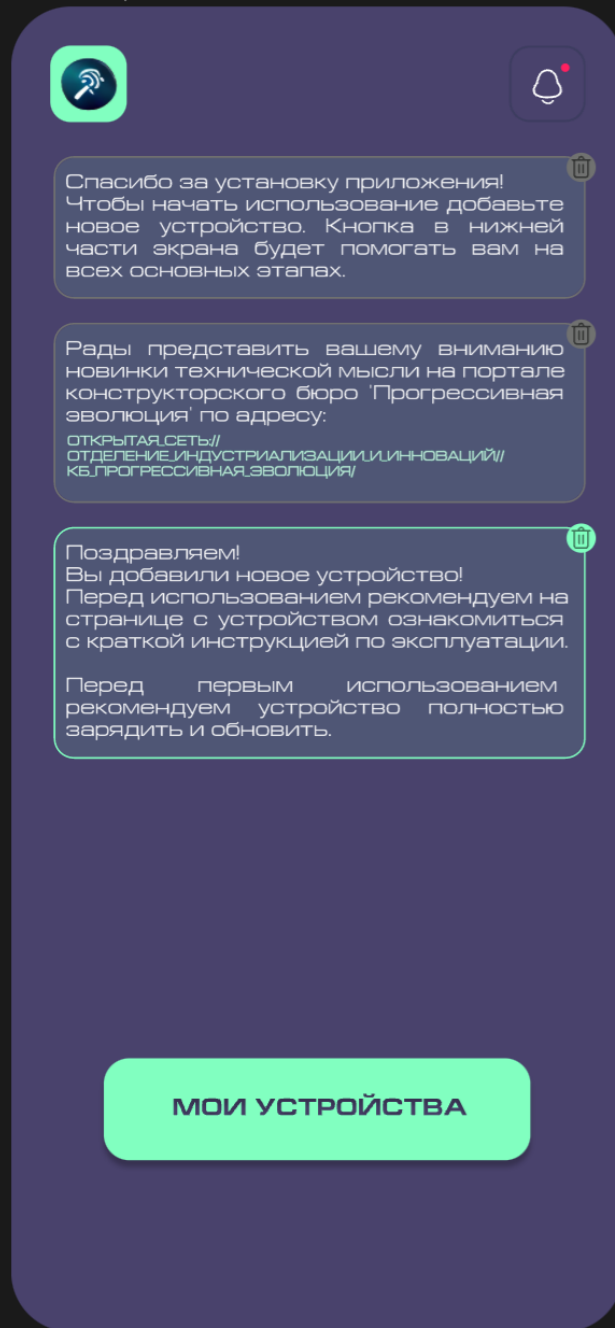 Спасибо за установку приложения!
Чтобы начать использование добавьте
новое устройство. Кнопка в нижней
части экрана будет помогать вам на
всех основных этапах.
Рады представить вашему вниманию
новинки технической мысли на портале
конструкторского бюро 'Прогрессивная
эволюция' по адресу:
ОТКРЫТАЯ_СЕТЬ://
ОТДЕЛЕНИЕ_ИНДУСТРИАЛИЗАЦИИ_И_ИННОВАЦИЙ//
КБ_ПРОГРЕССИВНАЯ_ЭВОЛЮЦИЯ/
Поздравляем!
Вы добавили новое устройство!
Перед использованием рекомендуем на
странице с устройством ознакомиться
с краткой инструкцией по эксплуатации.
Перед первым использованием
рекомендуем устройство полностью
зарядить и обновить.
МОИ УСТРОЙСТВА